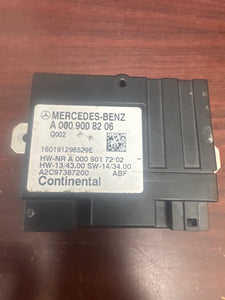 MERCEDES-BENZ
A 000 900 82 06
Q002
160191298529E
HW-NR A 000 901 72 02
HW-13/43.00 SW-14/34.00
A2C97387200 ABF
Continental